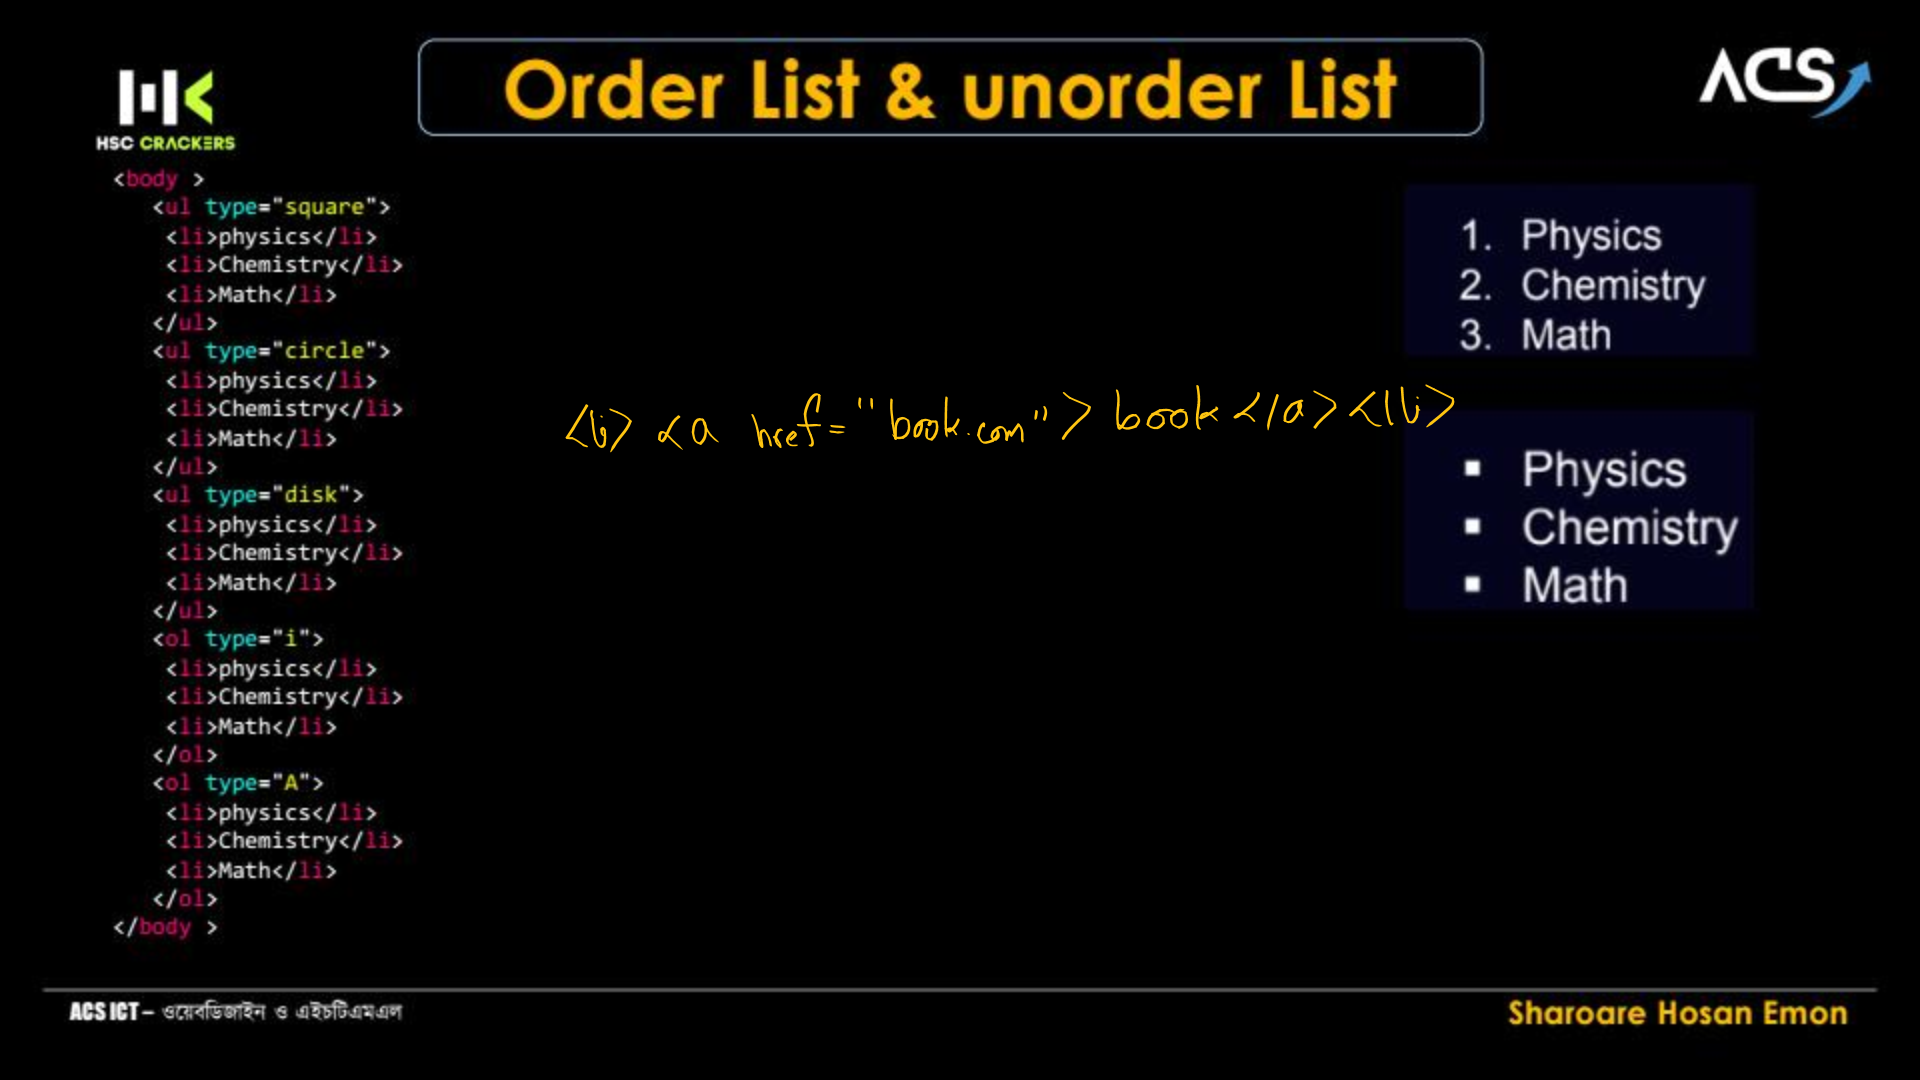 Order List & unorder List
HSC CRACKERS
ACS
<body >
<ul type="square">
<li>physics</li>
<li>Chemistry</li>
<li>Math</li>
</ul>
<ul type="circle">
<li>physics</li>
<li>Chemistry</li>
<li>Math</li>
</ul>
<ul type="disk">
<li>physics</li>
<li>Chemistry</li>
<li>Math</li>
</ul>
<ol type="i">
<li>physics</li>
<li>Chemistry</li>
<li>Math</li>
</ol>
<ol type="A">
<li>physics</li>
<li>Chemistry</li>
<li>Math</li>
</ol>
</body >
<li> <a href="book.com"> book </a> </li>
1. Physics
2. Chemistry
3. Math
▪ Physics
▪ Chemistry
▪ Math
ACS ICT – ওয়েবডিজাইন ও এইচটিএমএল
Sharoare Hosan Emon